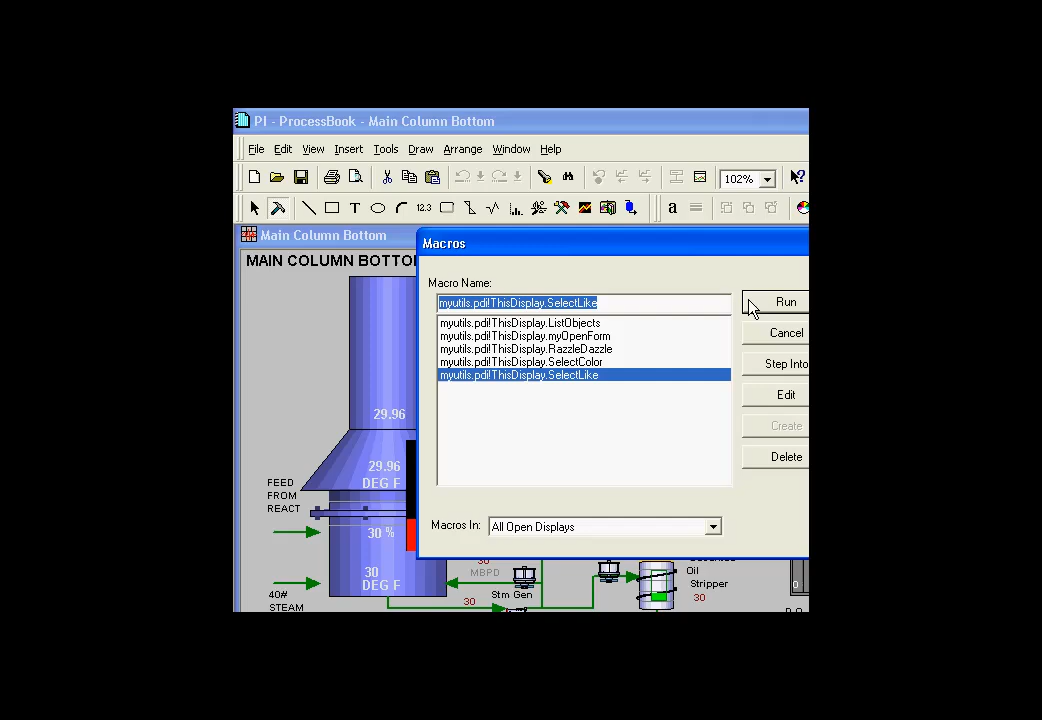 PI - ProcessBook - Main Column Bottom
File Edit View Insert Tools Draw Arrange Window Help
102%
T 12.3 a
Main Column Bottom
MAIN COLUMN BOTTO
Macros
Macro Name:
myutils.pdi!ThisDisplay.SelectLike
Run
myutils.pdi!ThisDisplay.ListObjects
myutils.pdi!ThisDisplay.myOpenForm
Cancel
myutils.pdi!ThisDisplay.RazzleDazzle
myutils.pdi!ThisDisplay.SelectColor
Step Into
myutils.pdi!ThisDisplay.SelectLike
Edit
Create
Delete
29.96
29.96
DEG F
FEED
FROM
REACT
30 %
Macros In: All Open Displays
30
DEG F
40#
STEAM
30
MBPD
Stm Gen
30
Oil
Stripper
30
0